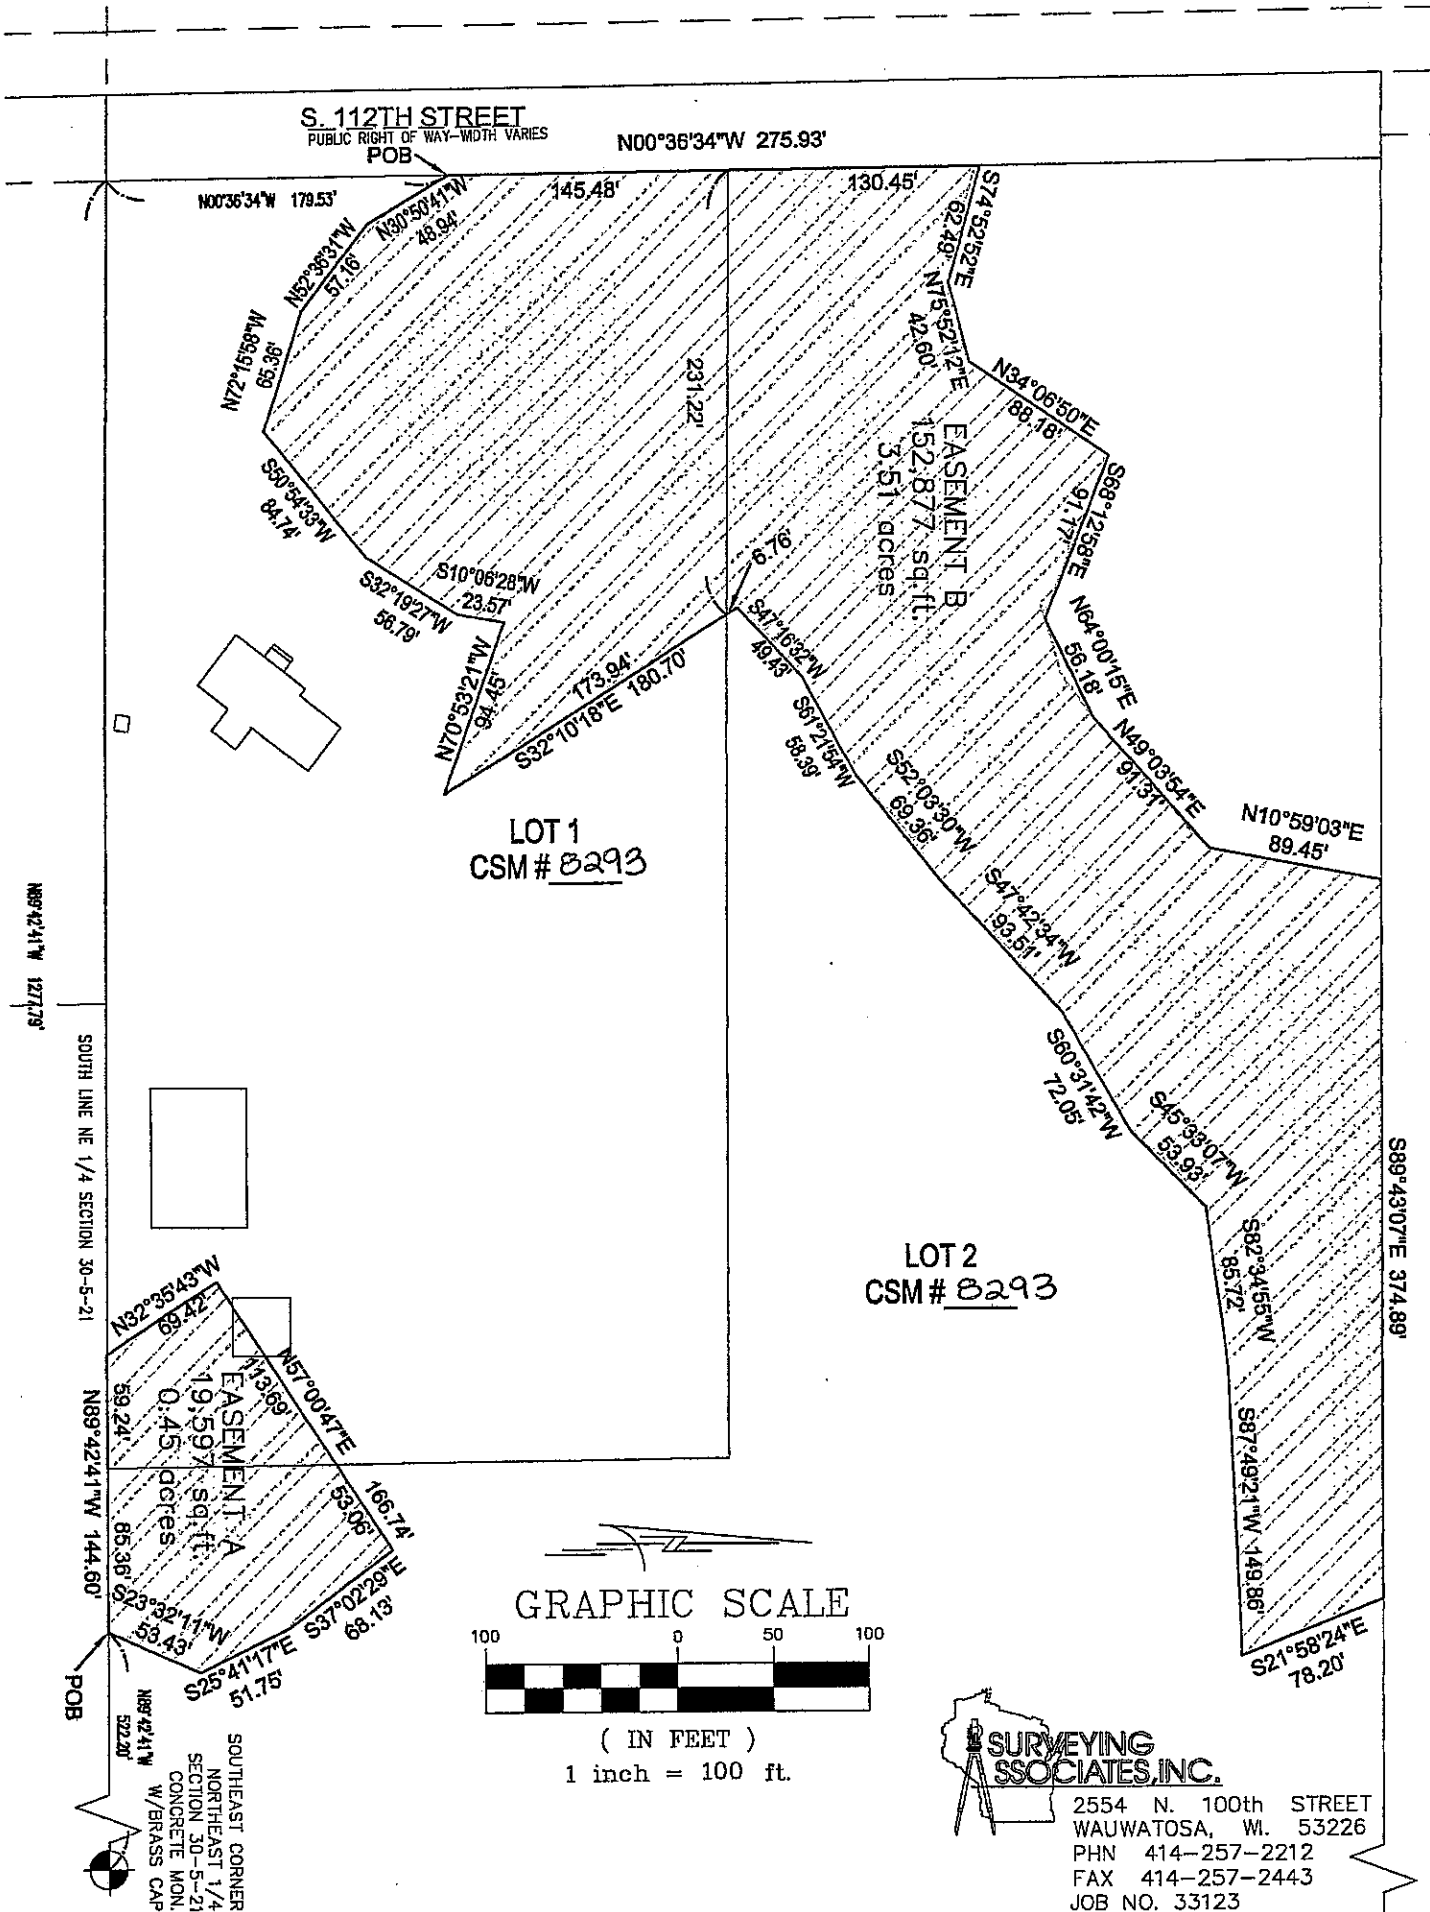 S. 112TH STREET
PUBLIC RIGHT OF WAY-WIDTH VARIES
POB
N00°36'34"W 275.93'
N00°36'34"W 179.53'
145.48'
130.45'
N30°50'41"W
48.94'
N52°36'31"W
57.16'
N72°15'58"W
65.36'
S50°54'33"W
84.74'
S32°19'27"W
56.79'
S10°06'28"W
23.57'
N70°53'21"W
94.45'
173.94'
S32°10'18"E 180.70'
231.22'
6.76'
S74°52'52"E
62.49'
N75°52'12"E
42.60'
N34°06'50"E
88.18'
EASEMENT B
152,877 sq.ft.
3.51 acres
S68°12'58"E
91.17'
N64°00'15"E
56.18'
N49°03'54"E
91.31'
N10°59'03"E
89.45'
S47°16'32"W
49.43'
S61°21'54"W
58.39'
S52°03'30"W
69.36'
S47°42'34"W
93.51'
S60°31'42"W
72.05'
S45°33'07"W
53.93'
S82°34'55"W
85.72'
S87°49'21"W 149.86'
S21°58'24"E
78.20'
S89°43'07"E 374.89'
LOT 1
CSM # 8293
LOT 2
CSM # 8293
N89°42'41"W 1277.79'
SOUTH LINE NE 1/4 SECTION 30-5-21
N32°35'43"W
69.42'
N57°00'47"E
166.74'
113.69'
53.06'
EASEMENT A
19,597 sq.ft.
0.45 acres
59.24'
85.36'
N89°42'41"W 144.60'
S23°32'11"W
53.43'
S25°41'17"E
51.75'
S37°02'29"E
68.13'
POB
N89°42'41"W
522.20'
SOUTHEAST CORNER
NORTHEAST 1/4
SECTION 30-5-21
CONCRETE MON.
W/BRASS CAP
Z
GRAPHIC SCALE
100 0 50 100
( IN FEET )
1 inch = 100 ft.
SURVEYING
SSOCIATES,INC.
2554 N. 100th STREET
WAUWATOSA, WI. 53226
PHN 414-257-2212
FAX 414-257-2443
JOB NO. 33123